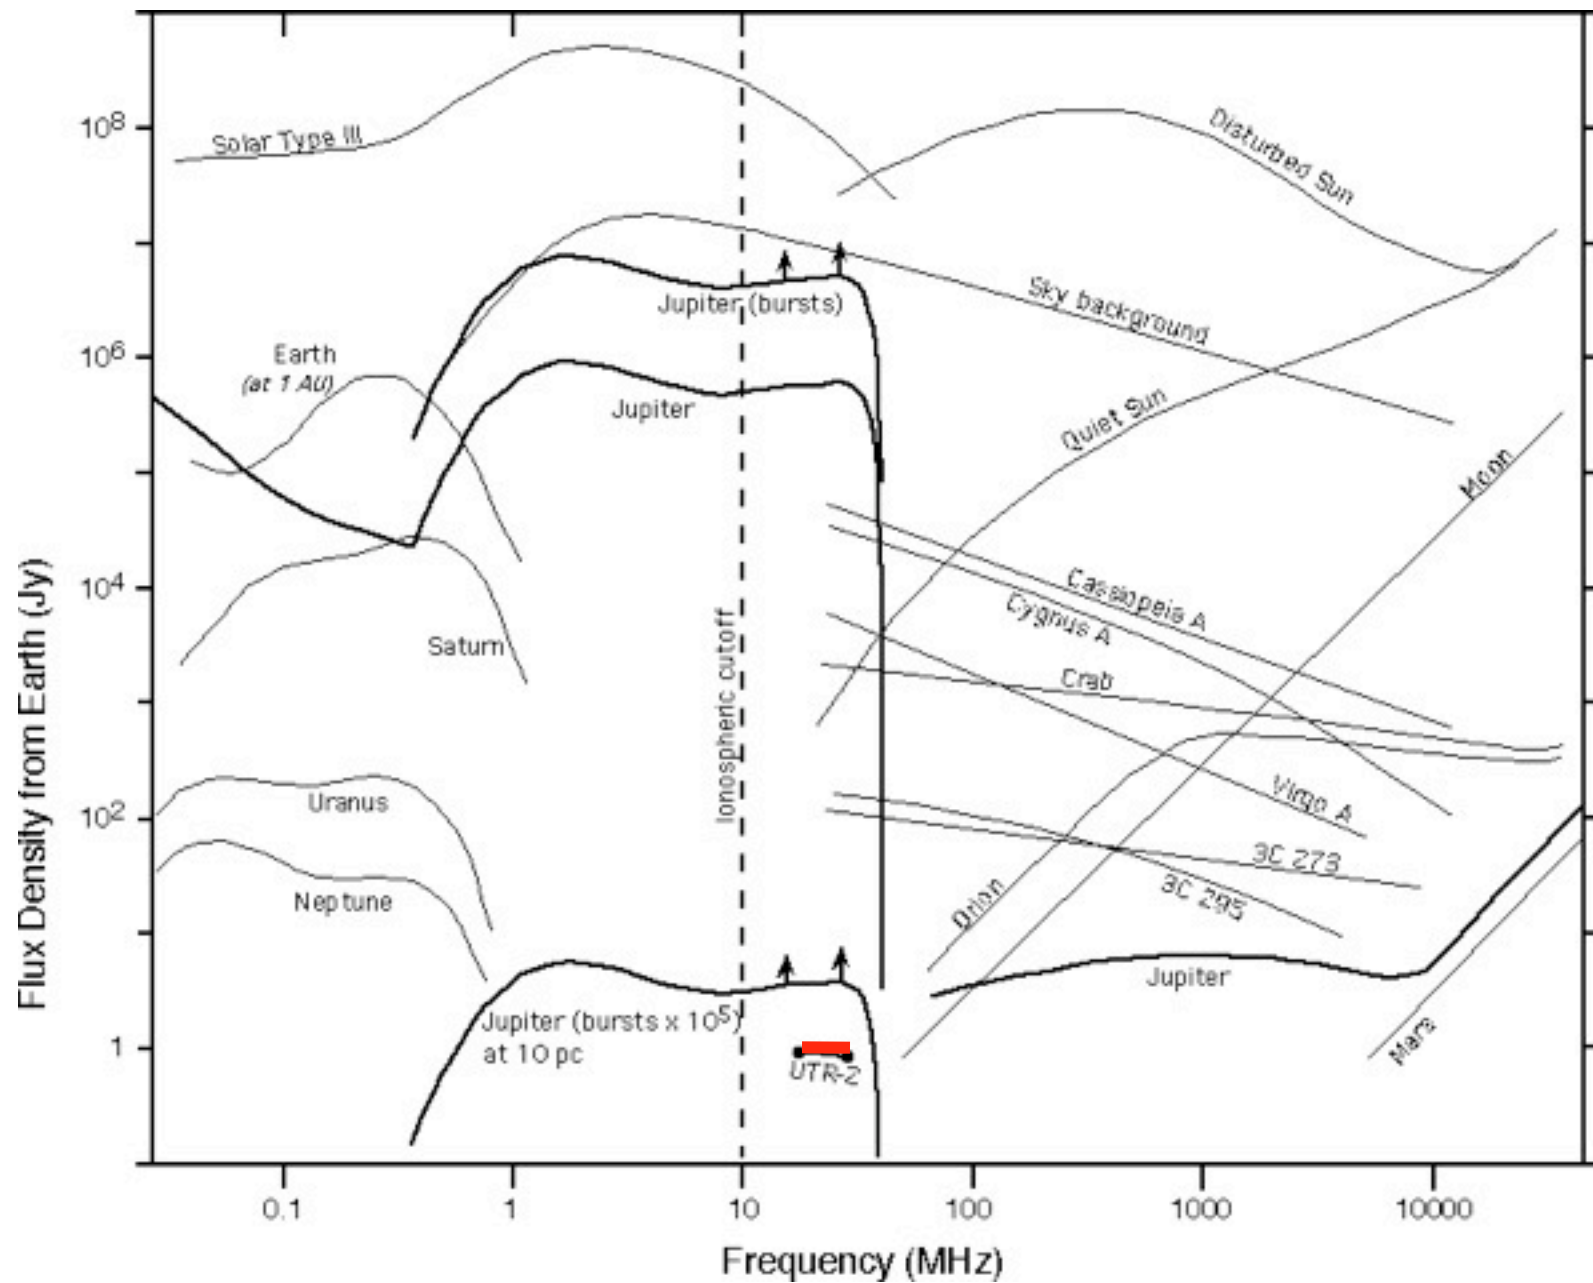 Solar Type III
Disturbed Sun
Jupiter (bursts)
Sky background
Earth
(at 1 AU)
Jupiter
Quiet Sun
Moon
Saturn
Cassiopeia A
Cygnus A
Crab
Uranus
Virgo A
Neptune
3C 273
3C 295
Orion
Jupiter
Jupiter (bursts x 10⁵)
at 10 pc
UTR-2
Mars
Ionospheric cutoff
Flux Density from Earth (Jy)
10⁸
10⁶
10⁴
10²
1
0.1
1
10
100
1000
10000
Frequency (MHz)